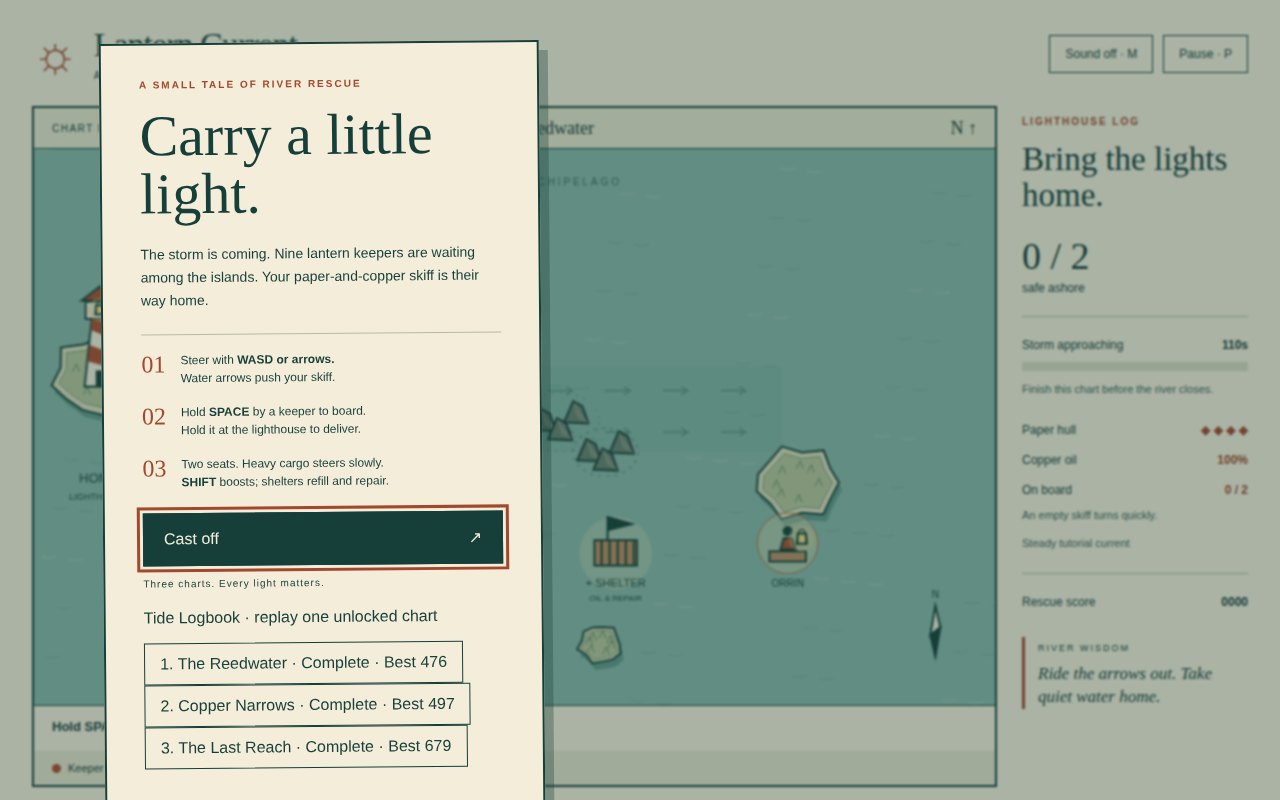 Lantern Current
Sound off · M
Pause · P
A SMALL TALE OF RIVER RESCUE
Carry a little
light.
The storm is coming. Nine lantern keepers are waiting
among the islands. Your paper-and-copper skiff is their
way home.
01
Steer with WASD or arrows.
Water arrows push your skiff.
02
Hold SPACE by a keeper to board.
Hold it at the lighthouse to deliver.
03
Two seats. Heavy cargo steers slowly.
SHIFT boosts; shelters refill and repair.
Cast off ↗
Three charts. Every light matters.
Tide Logbook · replay one unlocked chart
1. The Reedwater · Complete · Best 476
2. Copper Narrows · Complete · Best 497
3. The Last Reach · Complete · Best 679
CHART
edwater
N ↑
CHIPELAGO
HOM
LIGHTH
+ SHELTER
OIL & REPAIR
ORRIN
N
Hold SPA
Keeper
LIGHTHOUSE LOG
Bring the lights
home.
0 / 2
safe ashore
Storm approaching 110s
Finish this chart before the river closes.
Paper hull ◆◆◆◆
Copper oil 100%
On board 0 / 2
An empty skiff turns quickly.
Steady tutorial current
Rescue score 0000
RIVER WISDOM
Ride the arrows out. Take
quiet water home.